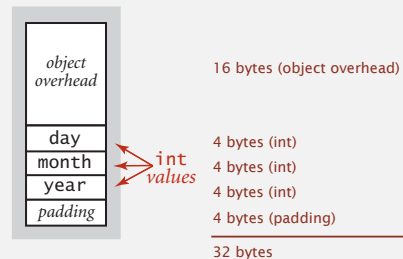 object
overhead
16 bytes (object overhead)
day
4 bytes (int)
month
int
4 bytes (int)
year
values
4 bytes (int)
padding
4 bytes (padding)
32 bytes